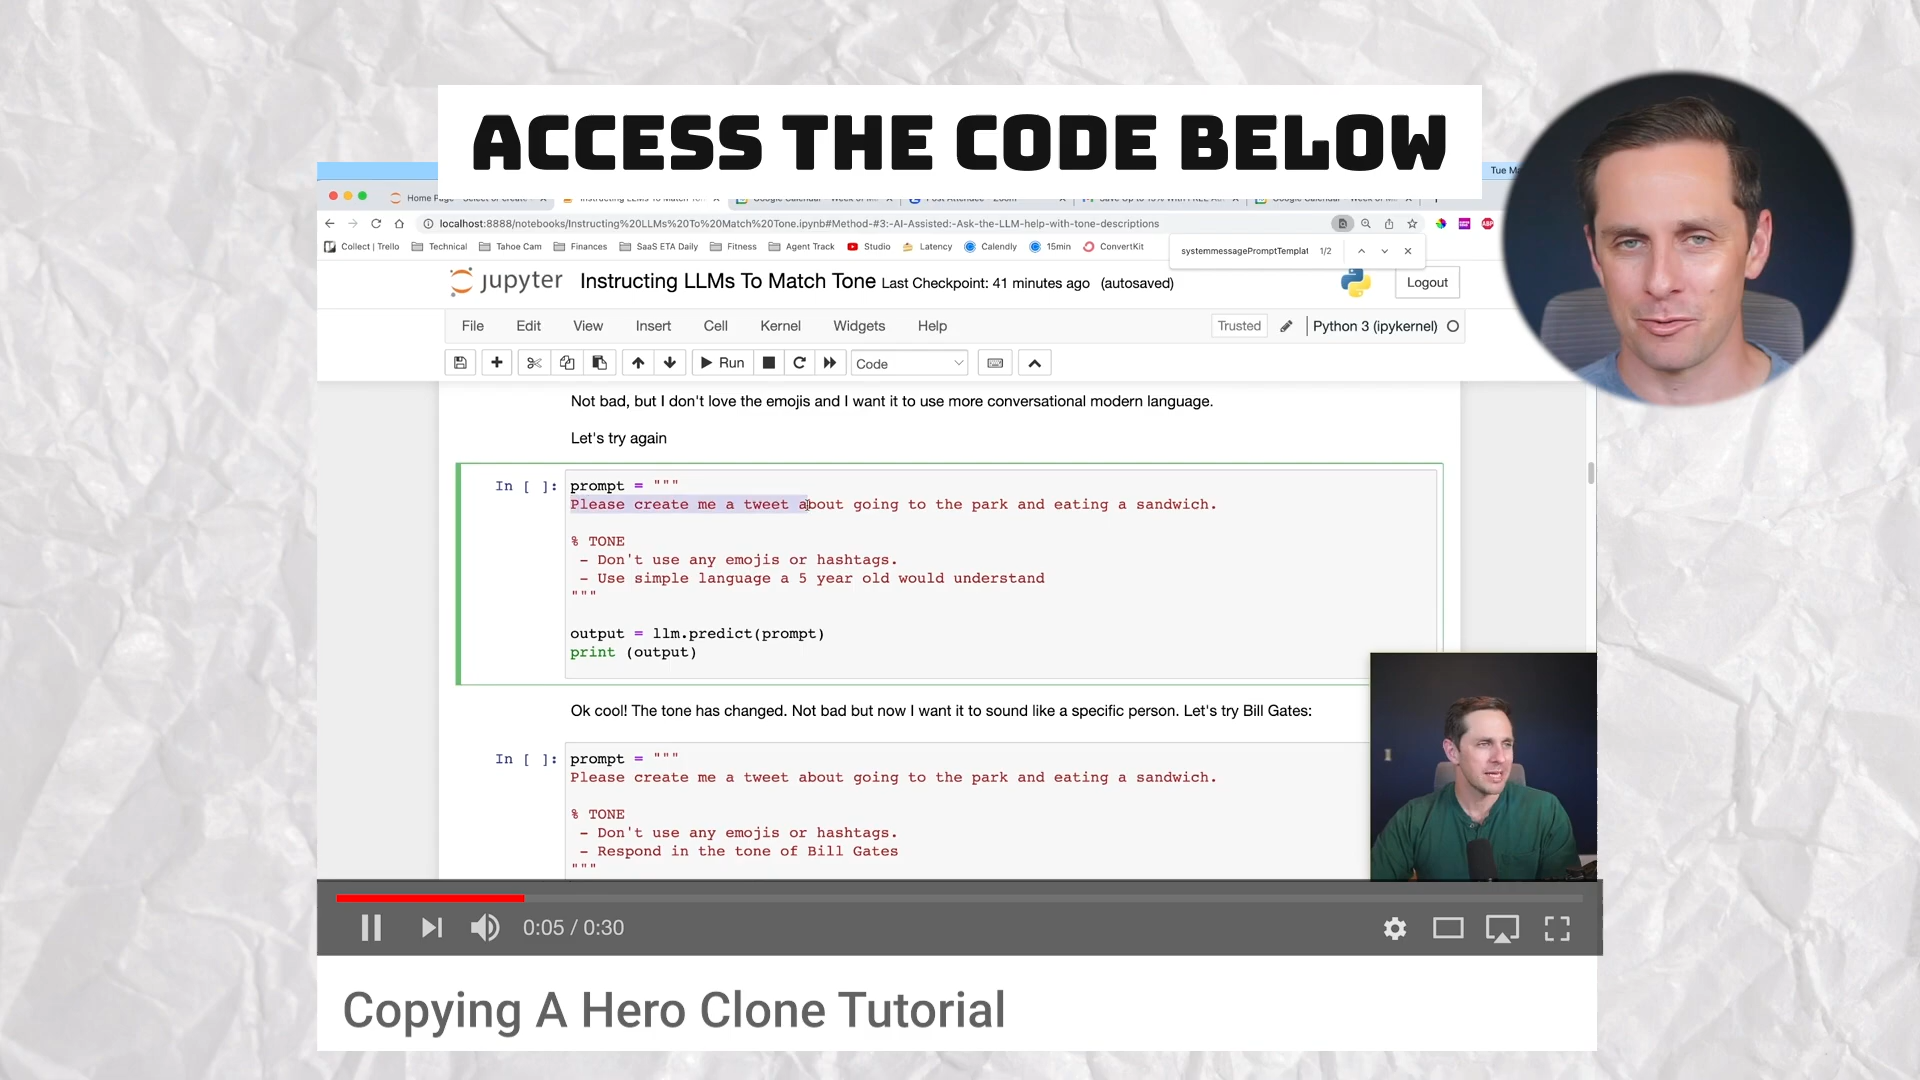 ACCESS THE CODE BELOW
Tue
Home Page
localhost:8888/notebooks/Instructing%20LLMs%20To%20Match%20Tone.ipynb#Method-#3:-AI-Assisted:-Ask-the-LLM-help-with-tone-descriptions
Collect | Trello Technical Tahoe Cam Finances SaaS ETA Daily Fitness Agent Track Studio Latency Calendly 15min ConvertKit
systemmessagePromptTemplat 1/2
jupyter Instructing LLMs To Match Tone Last Checkpoint: 41 minutes ago (autosaved)
Logout
File Edit View Insert Cell Kernel Widgets Help
Trusted Python 3 (ipykernel)
Run Code
Not bad, but I don't love the emojis and I want it to use more conversational modern language.
Let's try again
In [ ]: prompt = """
Please create me a tweet about going to the park and eating a sandwich.
% TONE
- Don't use any emojis or hashtags.
- Use simple language a 5 year old would understand
"""
output = llm.predict(prompt)
print (output)
Ok cool! The tone has changed. Not bad but now I want it to sound like a specific person. Let's try Bill Gates:
In [ ]: prompt = """
Please create me a tweet about going to the park and eating a sandwich.
% TONE
- Don't use any emojis or hashtags.
- Respond in the tone of Bill Gates
"""
0:05 / 0:30
Copying A Hero Clone Tutorial